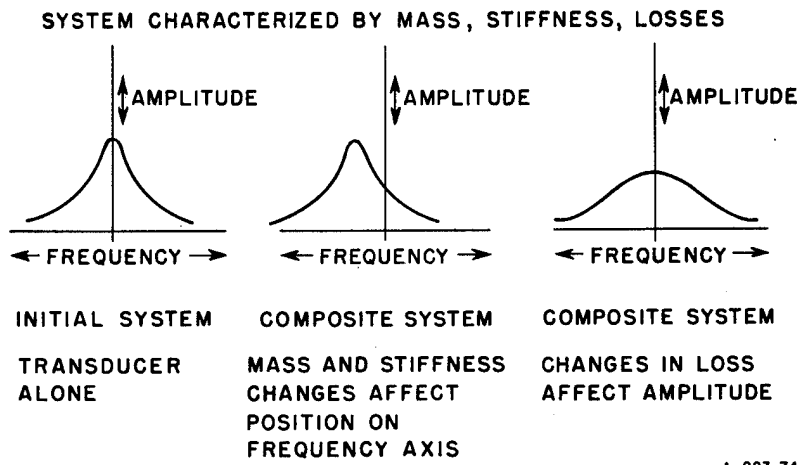 SYSTEM CHARACTERIZED BY MASS, STIFFNESS, LOSSES
AMPLITUDE
AMPLITUDE
AMPLITUDE
FREQUENCY
FREQUENCY
FREQUENCY
INITIAL SYSTEM
TRANSDUCER
ALONE
COMPOSITE SYSTEM
MASS AND STIFFNESS
CHANGES AFFECT
POSITION ON
FREQUENCY AXIS
COMPOSITE SYSTEM
CHANGES IN LOSS
AFFECT AMPLITUDE